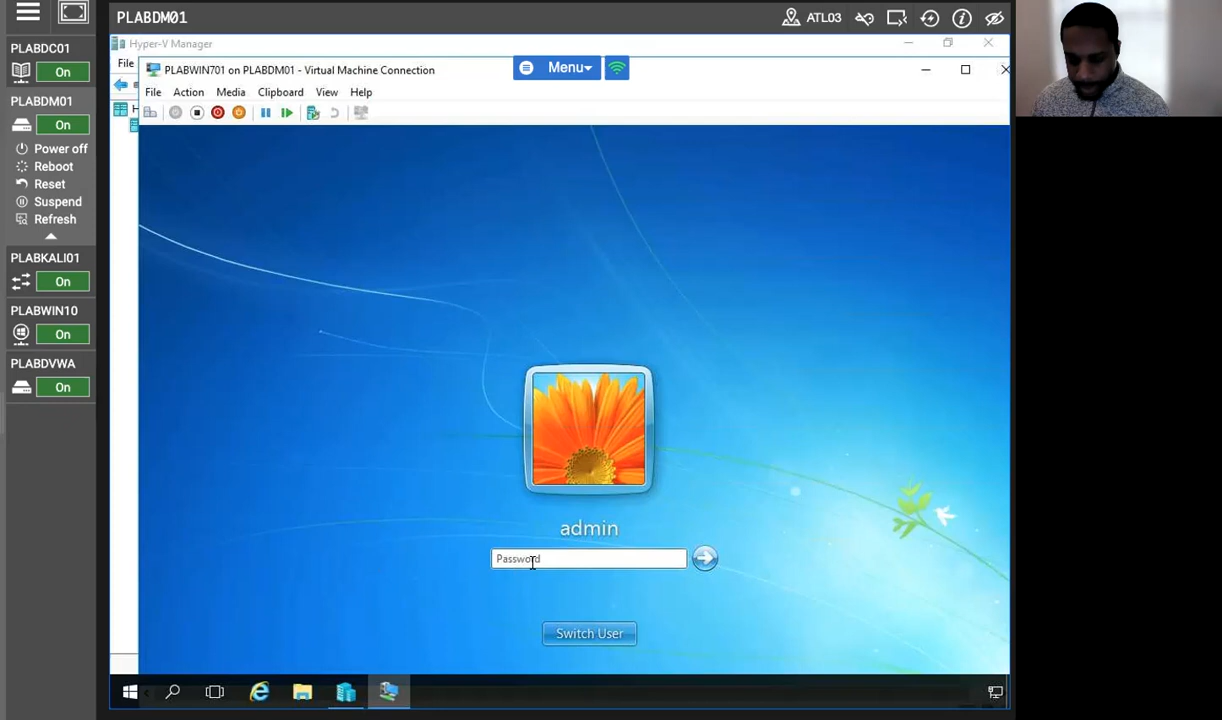 PLABDM01
ATL03
PLABDC01
On
PLABDM01
On
Power off
Reboot
Reset
Suspend
Refresh
PLABKALI01
On
PLABWIN10
On
PLABDVWA
On
Hyper-V Manager
File
PLABWIN701 on PLABDM01 - Virtual Machine Connection
Menu
File Action Media Clipboard View Help
admin
Password
Switch User